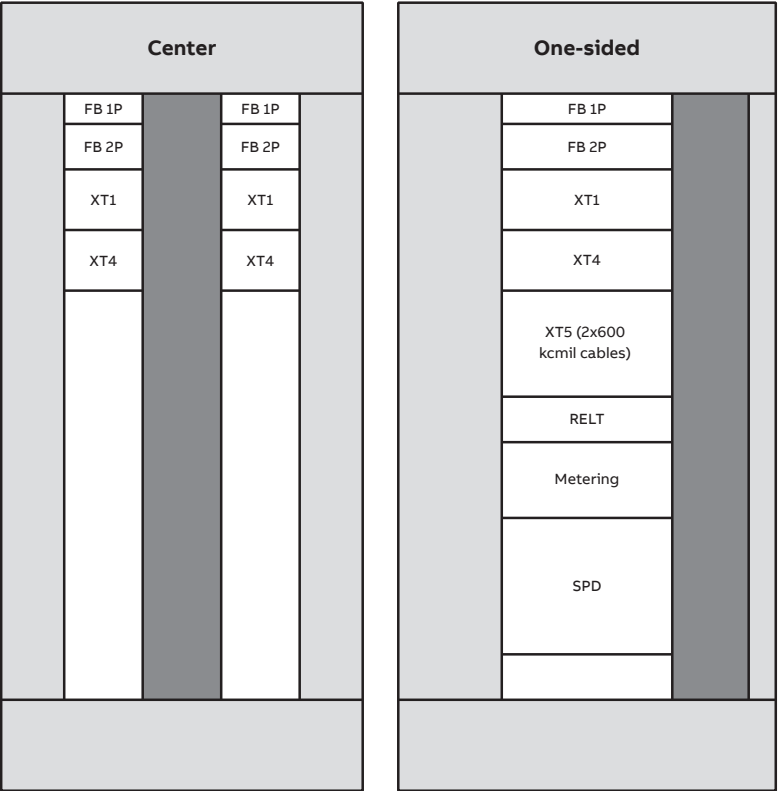 Center
FB 1P
FB 1P
FB 2P
FB 2P
XT1
XT1
XT4
XT4
One-sided
FB 1P
FB 2P
XT1
XT4
XT5 (2x600
kcmil cables)
RELT
Metering
SPD